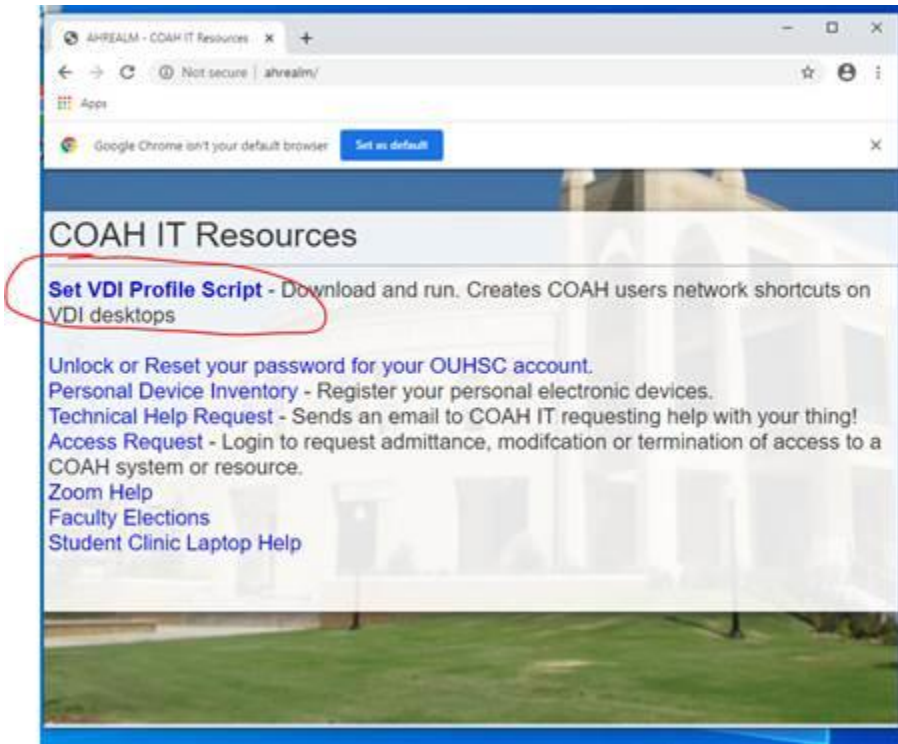 AHREALM - COAH IT Resources
Not secure | ahrealm/
Apps
Google Chrome isn't your default browser Set as default
COAH IT Resources
Set VDI Profile Script - Download and run. Creates COAH users network shortcuts on
VDI desktops
Unlock or Reset your password for your OUHSC account.
Personal Device Inventory - Register your personal electronic devices.
Technical Help Request - Sends an email to COAH IT requesting help with your thing!
Access Request - Login to request admittance, modifcation or termination of access to a
COAH system or resource.
Zoom Help
Faculty Elections
Student Clinic Laptop Help